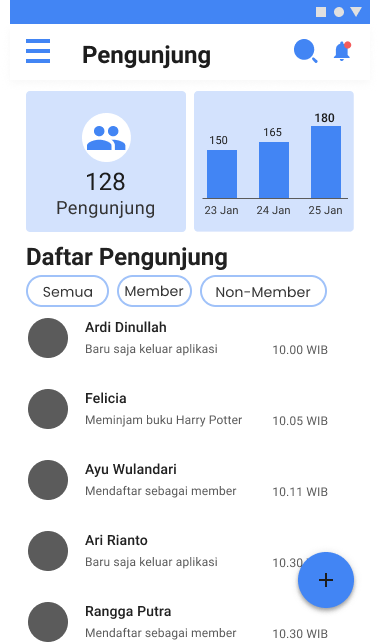 Pengunjung
128
Pengunjung
150
165
180
23 Jan
24 Jan
25 Jan
Daftar Pengunjung
Semua
Member
Non-Member
Ardi Dinullah
Baru saja keluar aplikasi
10.00 WIB
Felicia
Meminjam buku Harry Potter
10.05 WIB
Ayu Wulandari
Mendaftar sebagai member
10.11 WIB
Ari Rianto
Baru saja keluar aplikasi
10.30
Rangga Putra
Mendaftar sebagai member
10.30 WIB